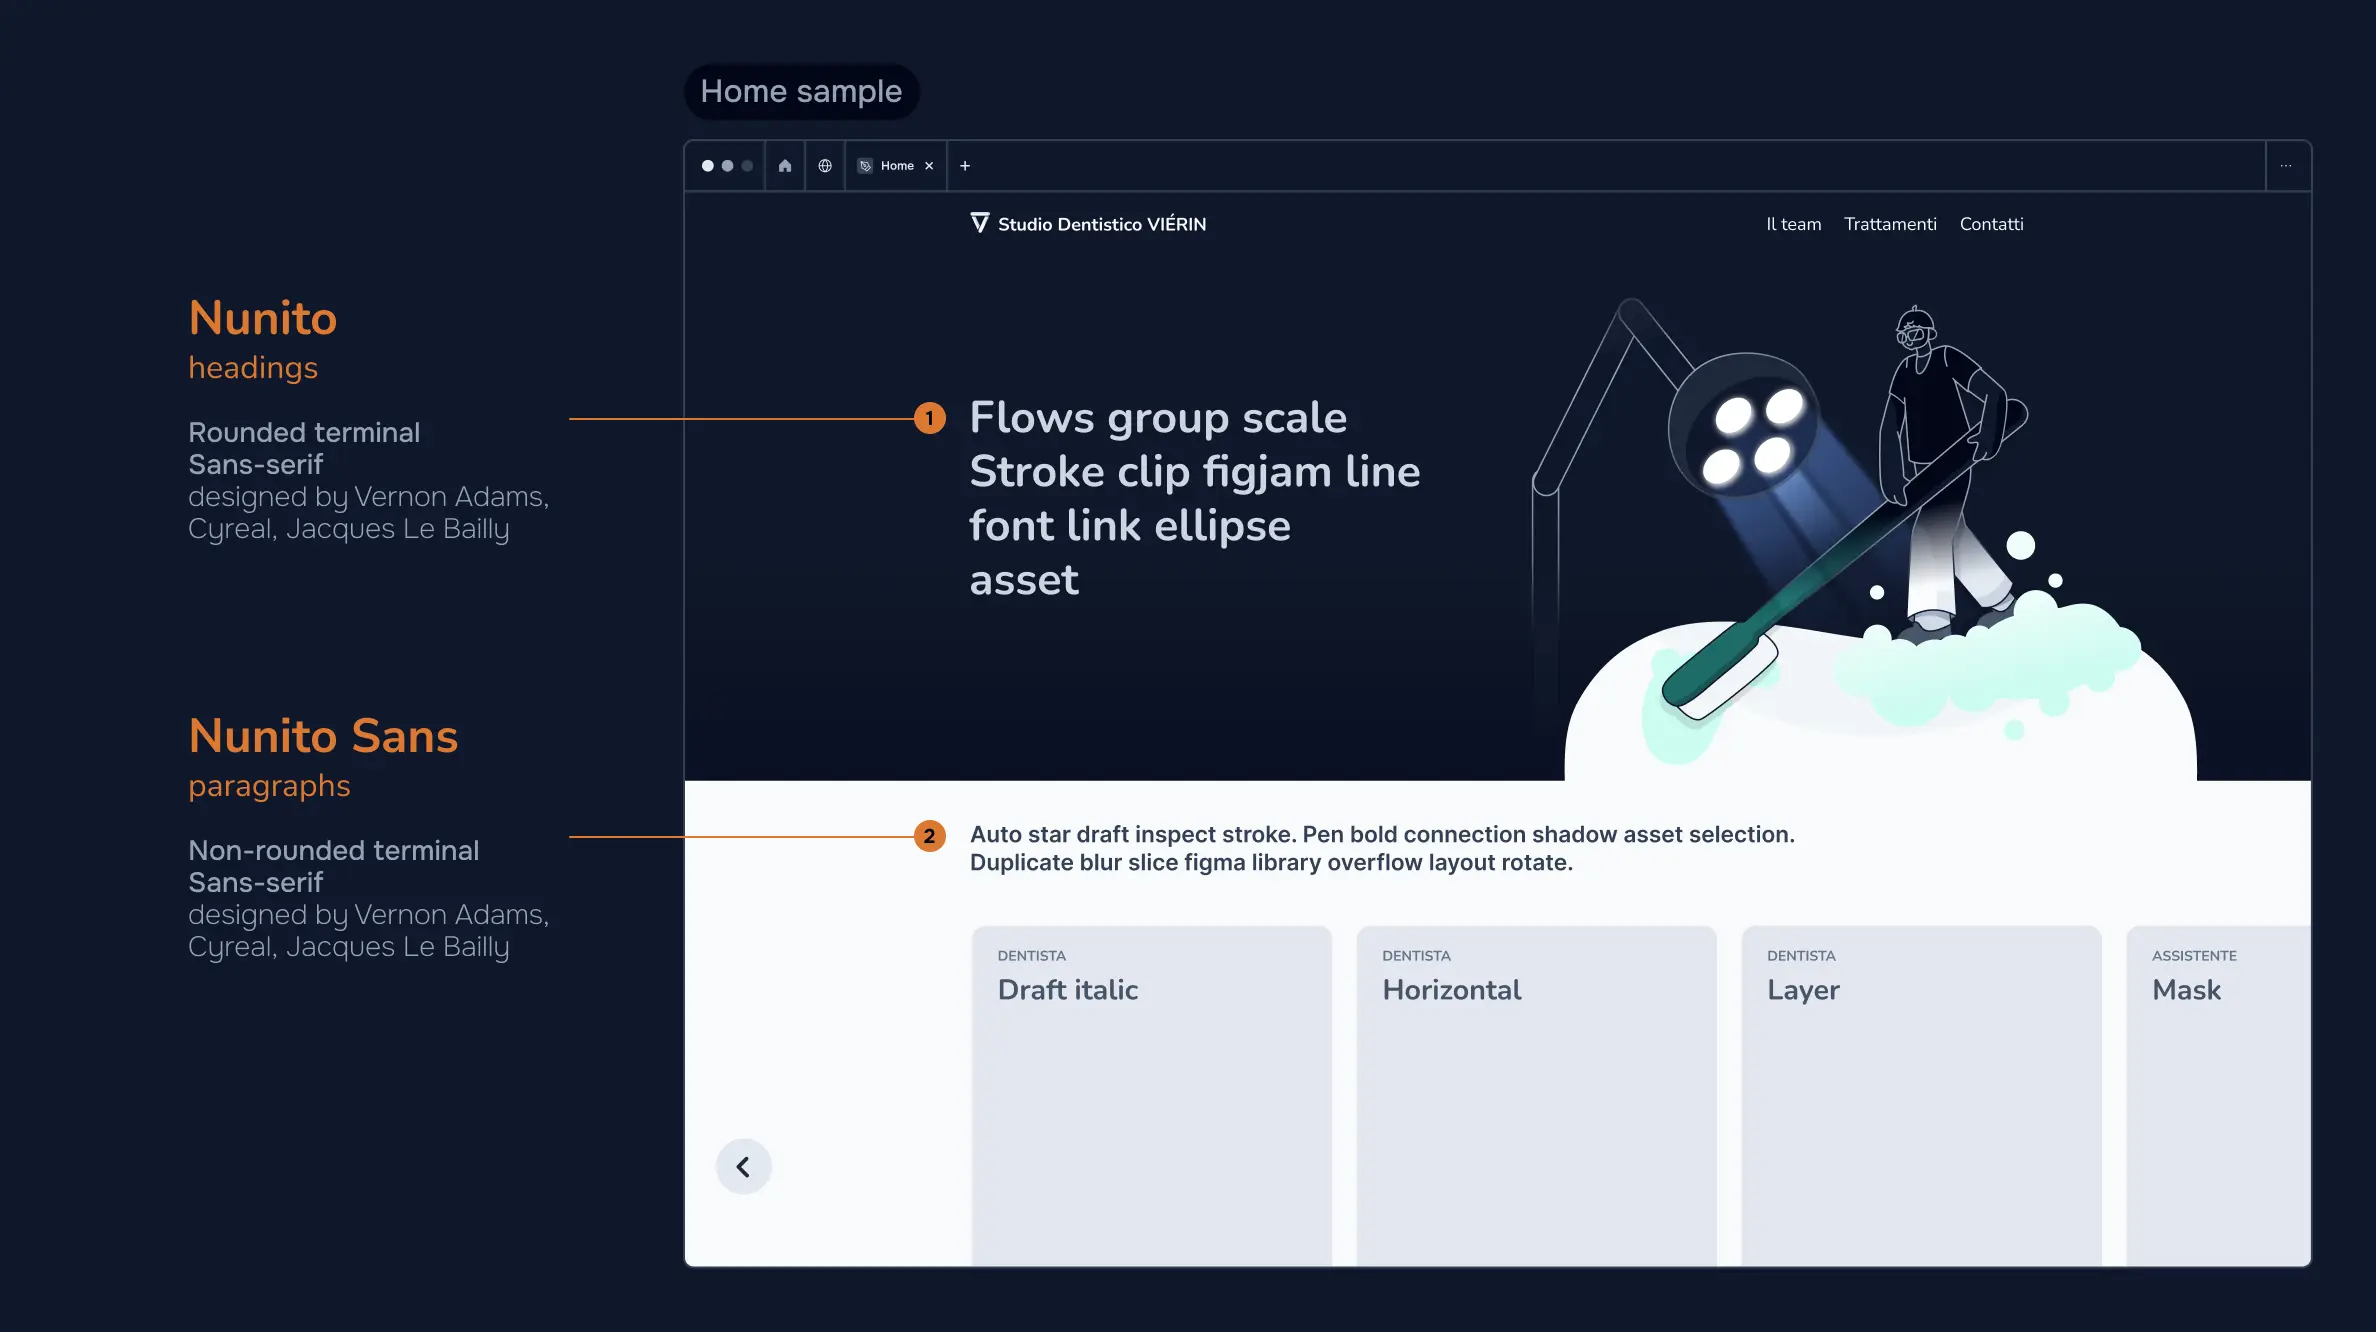 Home sample
Home
Studio Dentistico VIÉRIN
Il team
Trattamenti
Contatti
Nunito
headings
Rounded terminal
Sans-serif
designed by Vernon Adams,
Cyreal, Jacques Le Bailly
1
Flows group scale
Stroke clip figjam line
font link ellipse
asset
Nunito Sans
paragraphs
Non-rounded terminal
Sans-serif
designed by Vernon Adams,
Cyreal, Jacques Le Bailly
2
Auto star draft inspect stroke. Pen bold connection shadow asset selection.
Duplicate blur slice figma library overflow layout rotate.
DENTISTA
Draft italic
DENTISTA
Horizontal
DENTISTA
Layer
ASSISTENTE
Mask